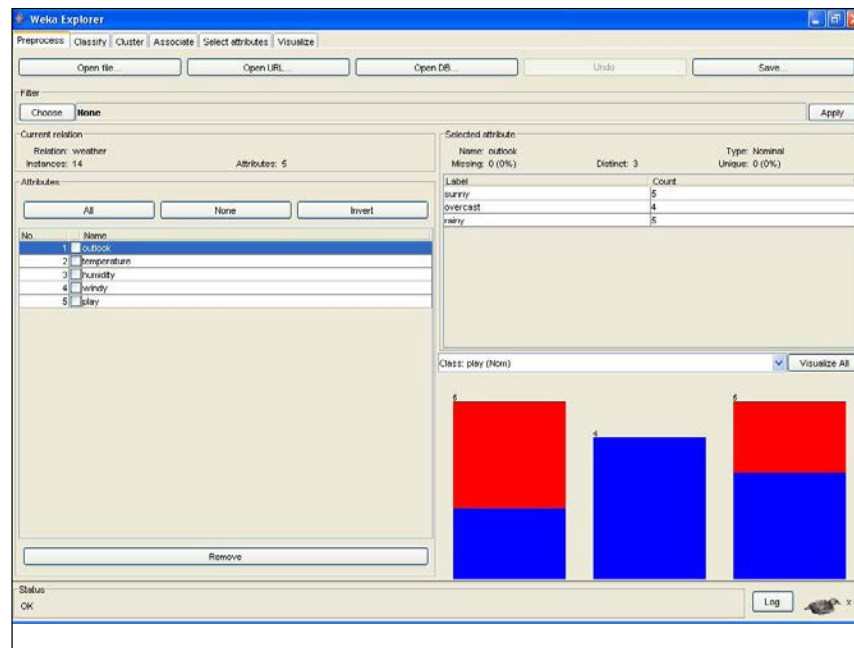 Weka Explorer
Preprocess Classify Cluster Associate Select attributes Visualize
Open file... Open URL... Open DB... Undo Save...
Filter
Choose None Apply
Current relation
Relation: weather
Instances: 14 Attributes: 5
Selected attribute
Name: outlook Type: Nominal
Missing: 0 (0%) Distinct: 3 Unique: 0 (0%)
Attributes
All None Invert
No. Name
1 outlook
2 temperature
3 humidity
4 windy
5 play
Remove
Label Count
sunny 5
overcast 4
rainy 5
Class: play (Nom) Visualize All
5 4 5
Status
OK
Log x